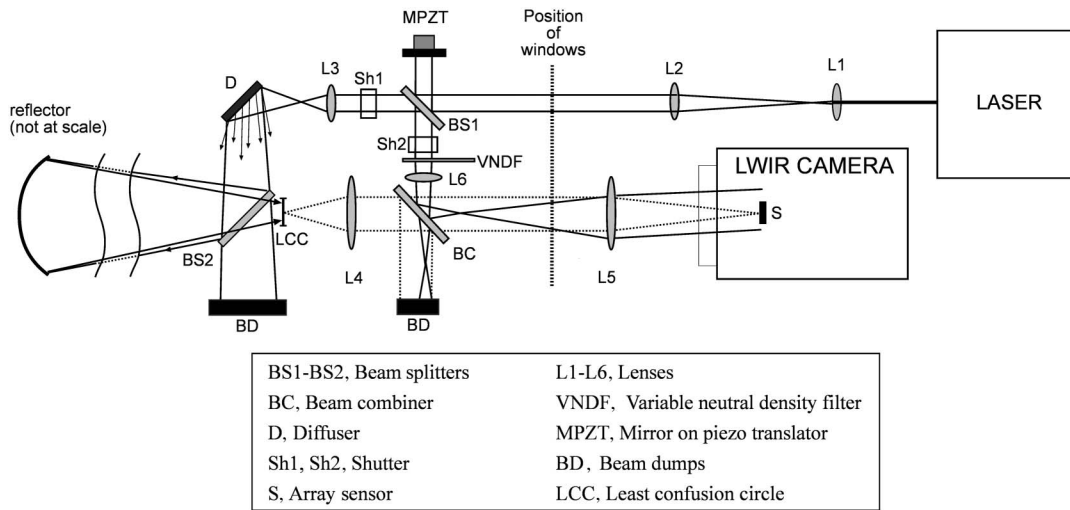 MPZT
Position
of
windows
D
L3
Sh1
L2
L1
LASER
reflector
(not at scale)
BS1
Sh2
VNDF
L6
LWIR CAMERA
S
LCC
BS2
L4
BC
L5
BD
BD
BS1-BS2, Beam splitters
BC, Beam combiner
D, Diffuser
Sh1, Sh2, Shutter
S, Array sensor
L1-L6, Lenses
VNDF, Variable neutral density filter
MPZT, Mirror on piezo translator
BD, Beam dumps
LCC, Least confusion circle